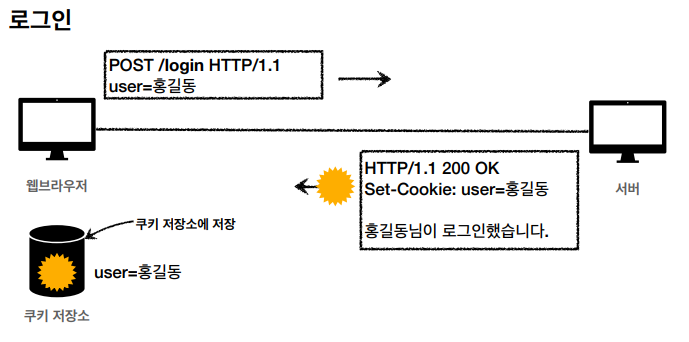 로그인
POST /login HTTP/1.1
user=홍길동
웹브라우저
서버
HTTP/1.1 200 OK
Set-Cookie: user=홍길동
홍길동님이 로그인했습니다.
쿠키 저장소에 저장
user=홍길동
쿠키 저장소